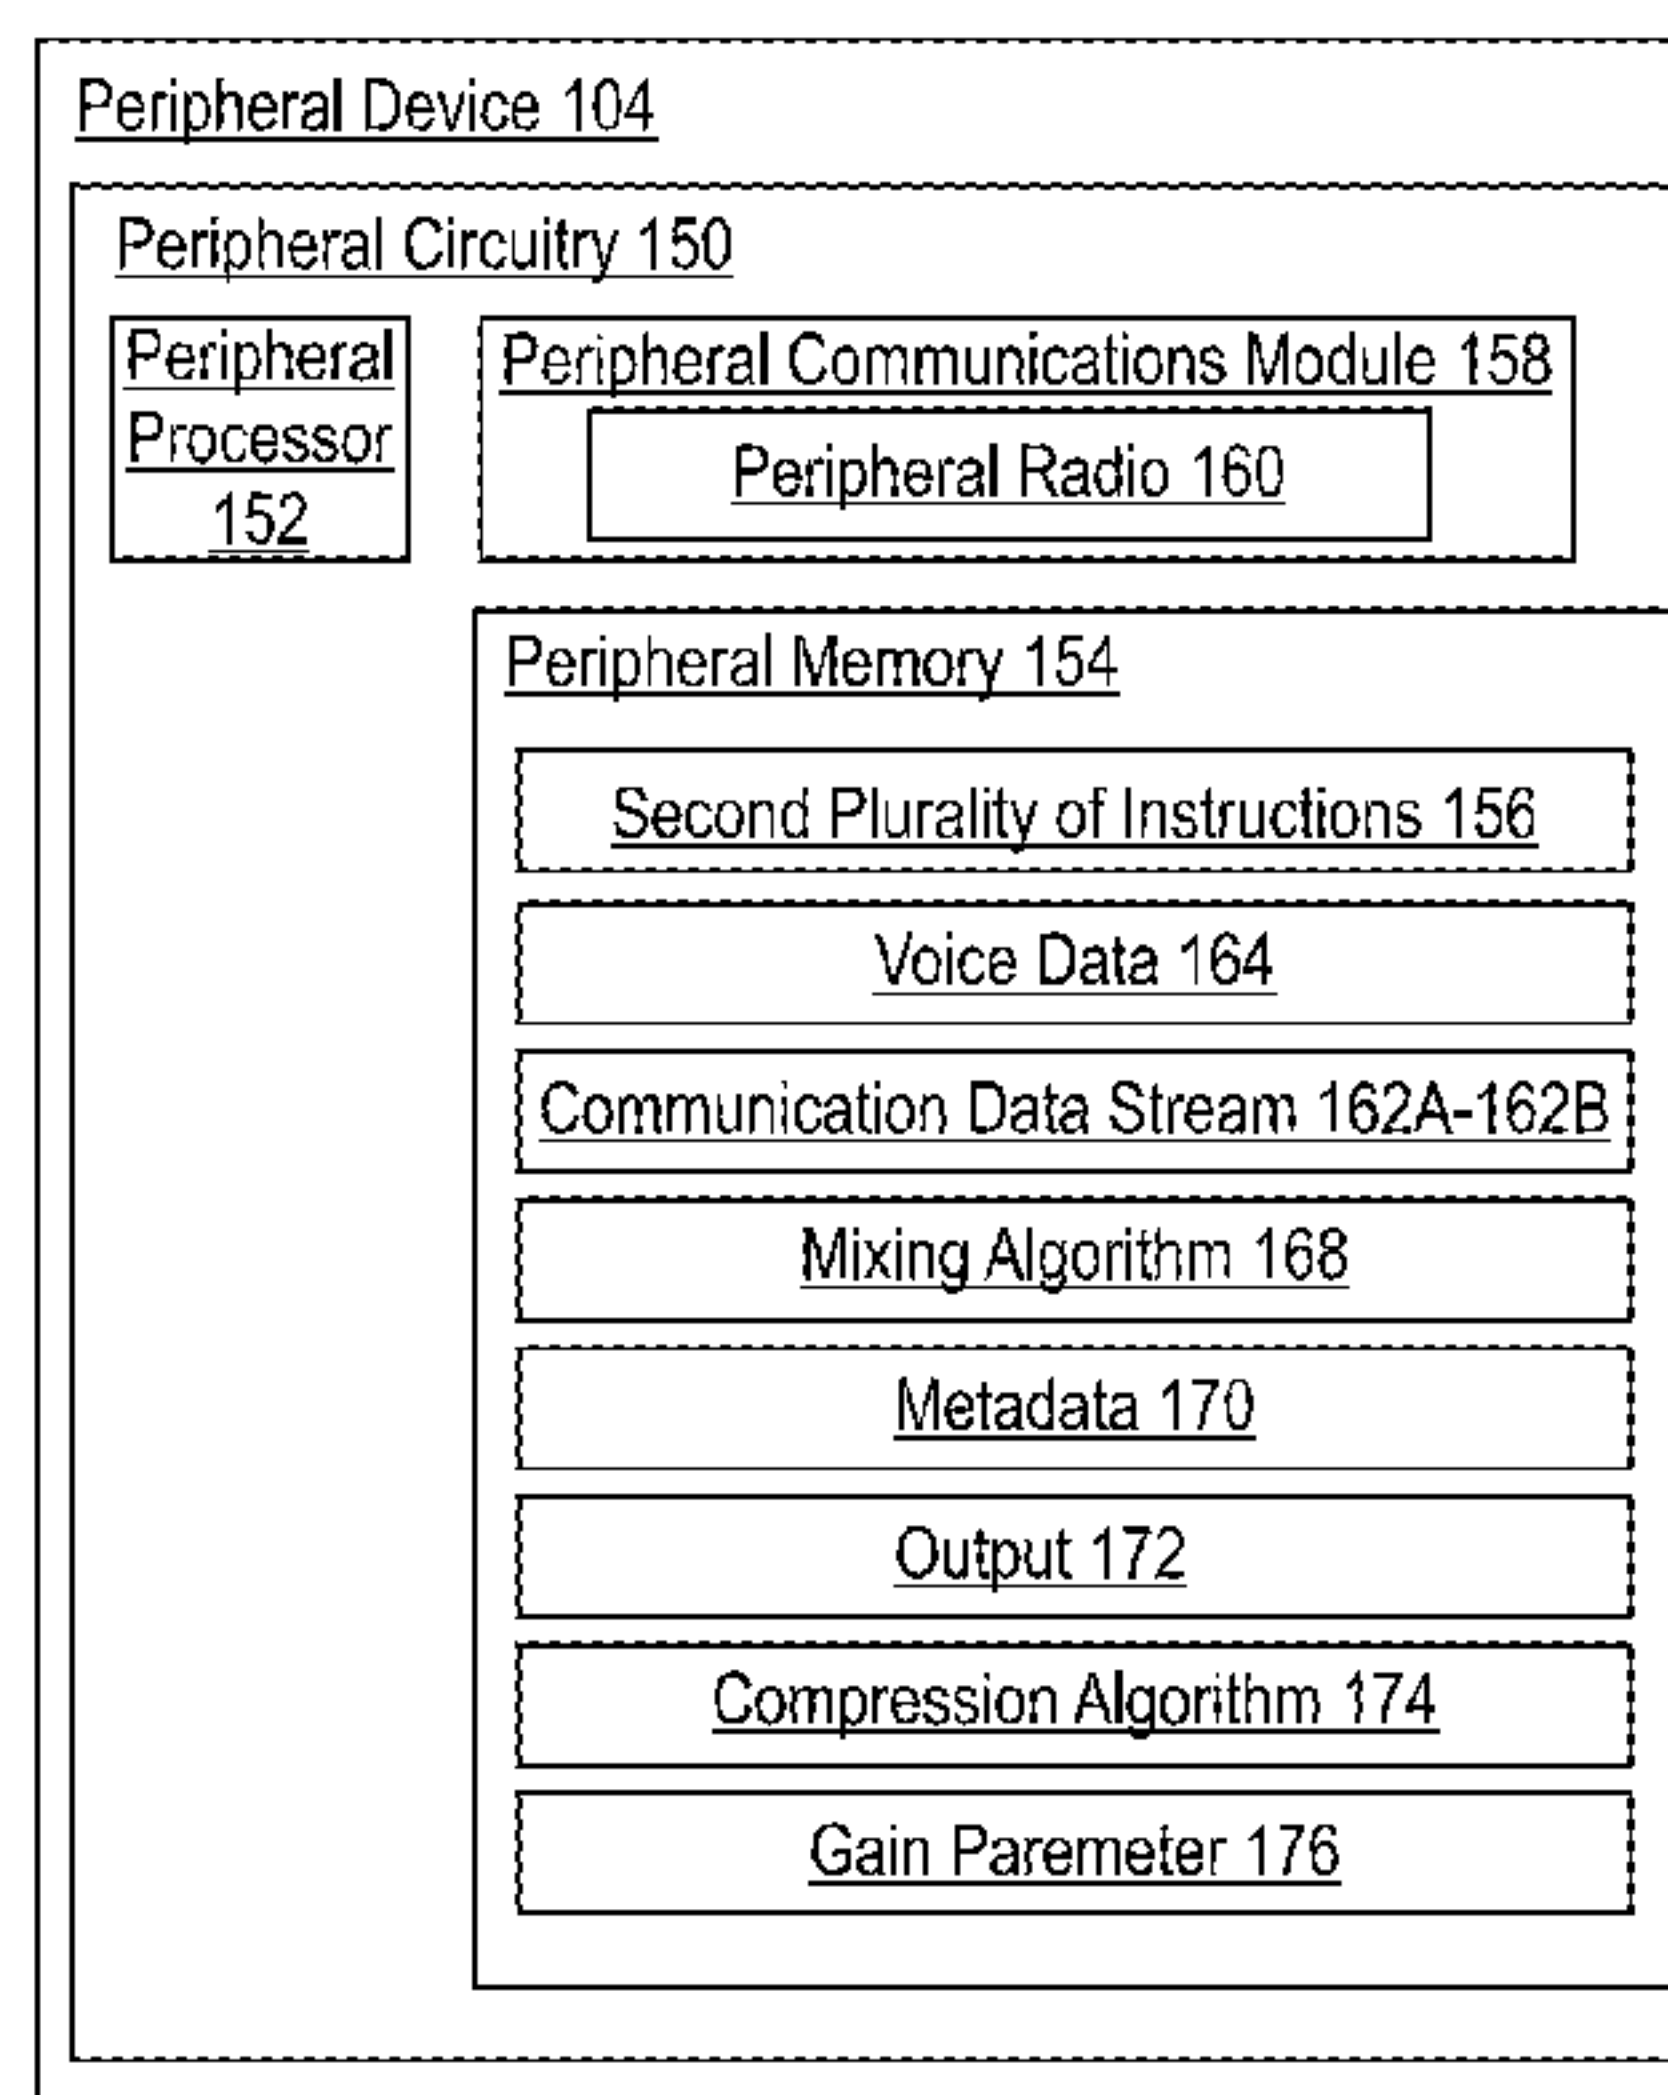 Peripheral Device 104
Peripheral Circuitry 150
Peripheral
Processor
152
Peripheral Communications Module 158
Peripheral Radio 160
Peripheral Memory 154
Second Plurality of Instructions 156
Voice Data 164
Communication Data Stream 162A-162B
Mixing Algorithm 168
Metadata 170
Output 172
Compression Algorithm 174
Gain Paremeter 176